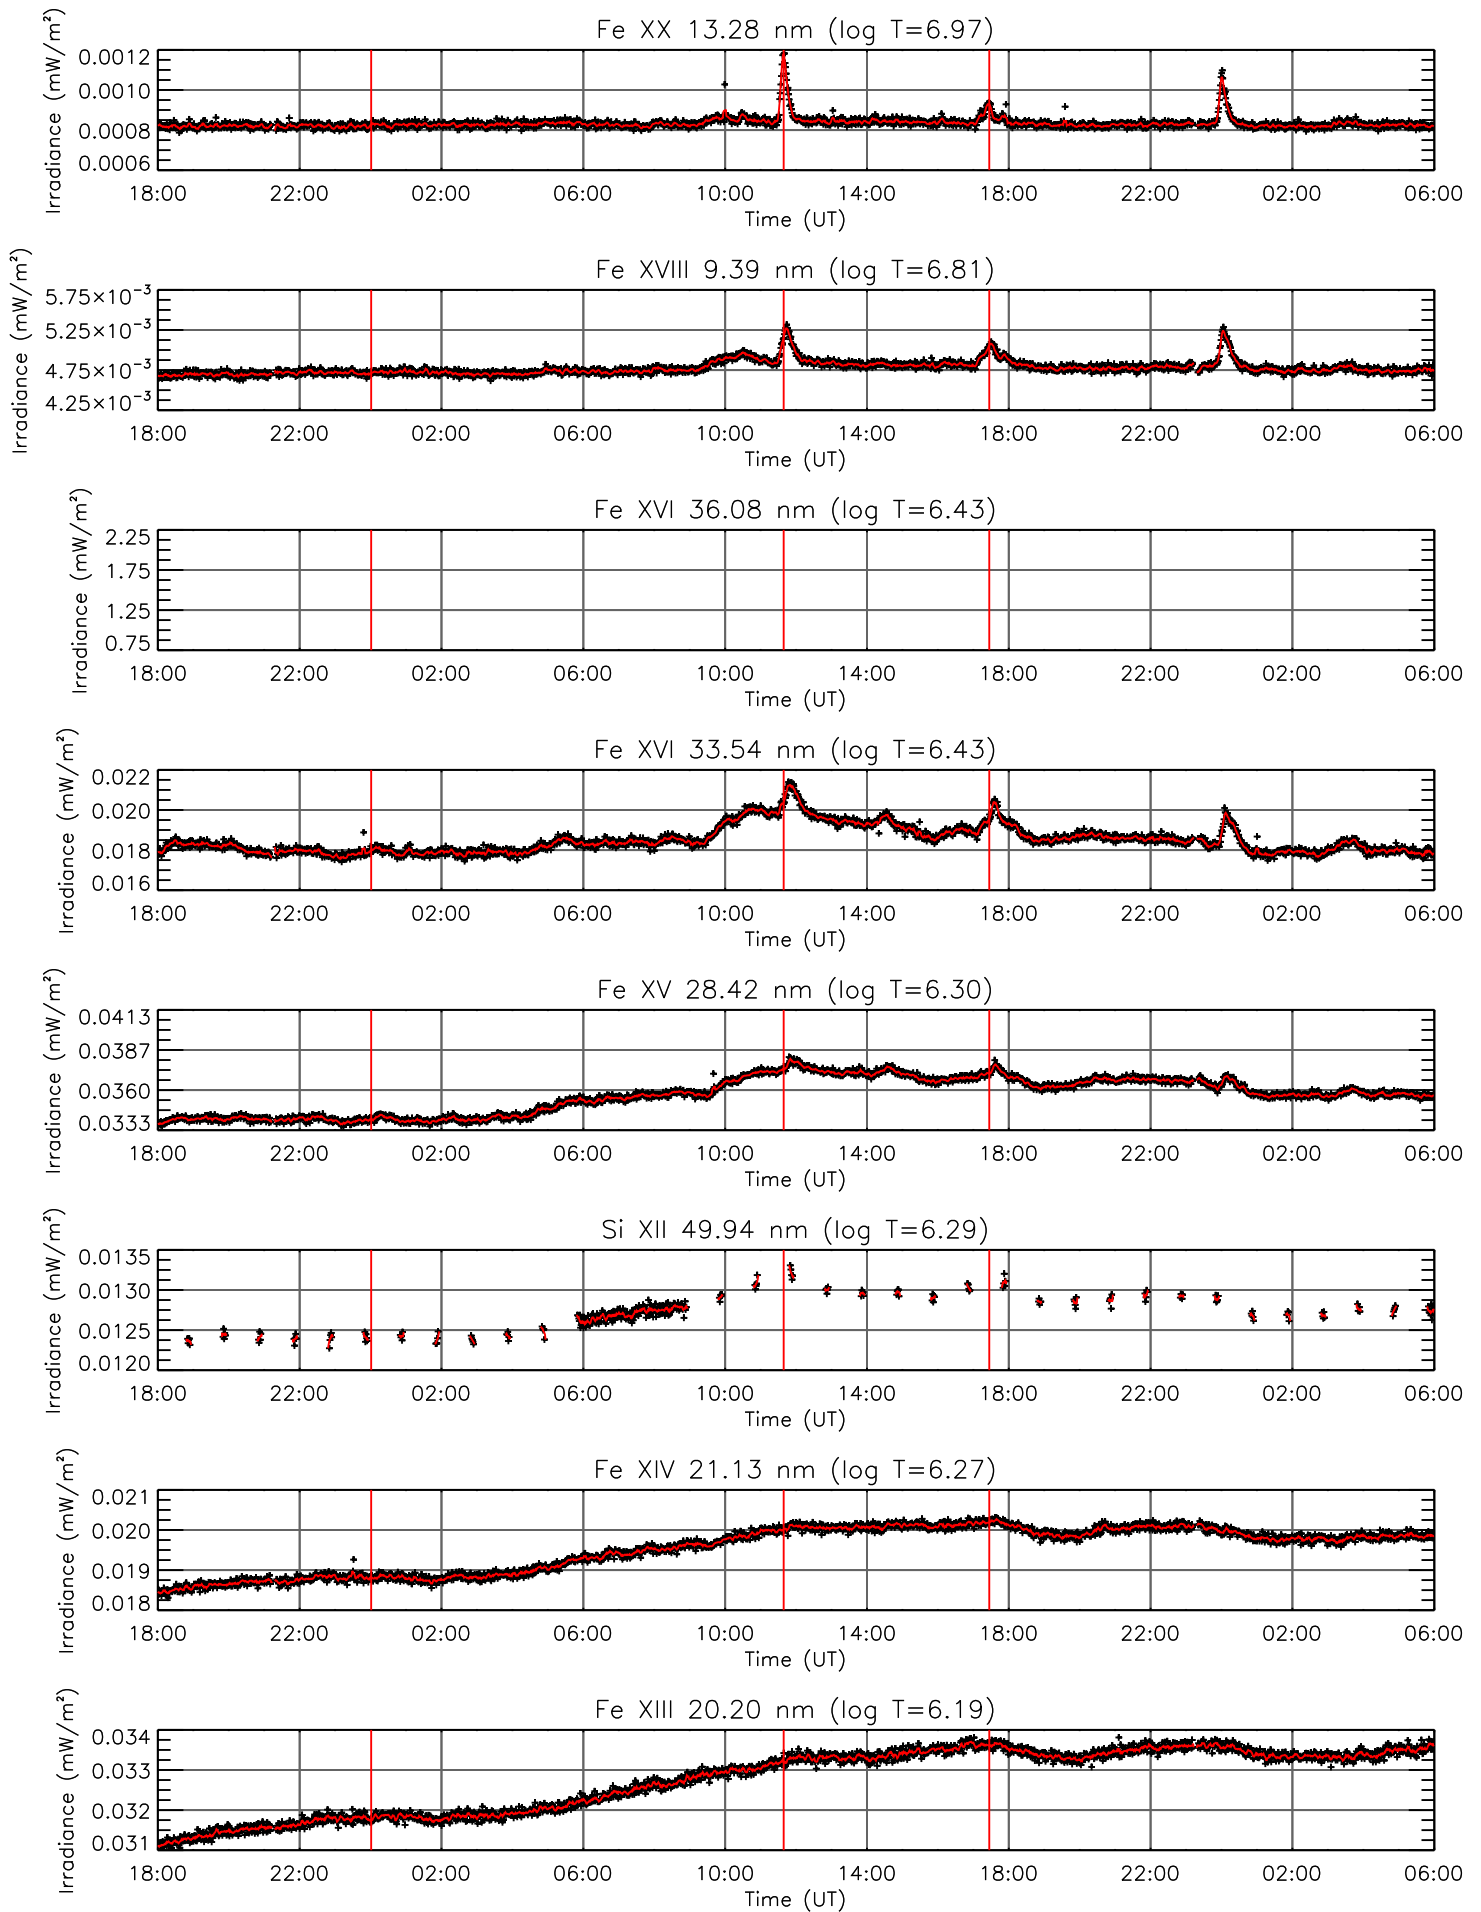 Fe XX 13.28 nm (log T=6.97)
Irradiance (mW/m²)
0.0012
0.0010
0.0008
0.0006
18:00 22:00 02:00 06:00 10:00 14:00 18:00 22:00 02:00 06:00
Time (UT)
Fe XVIII 9.39 nm (log T=6.81)
Irradiance (mW/m²)
5.75×10⁻³
5.25×10⁻³
4.75×10⁻³
4.25×10⁻³
18:00 22:00 02:00 06:00 10:00 14:00 18:00 22:00 02:00 06:00
Time (UT)
Fe XVI 36.08 nm (log T=6.43)
Irradiance (mW/m²)
2.25
1.75
1.25
0.75
18:00 22:00 02:00 06:00 10:00 14:00 18:00 22:00 02:00 06:00
Time (UT)
Fe XVI 33.54 nm (log T=6.43)
Irradiance (mW/m²)
0.022
0.020
0.018
0.016
18:00 22:00 02:00 06:00 10:00 14:00 18:00 22:00 02:00 06:00
Time (UT)
Fe XV 28.42 nm (log T=6.30)
Irradiance (mW/m²)
0.0413
0.0387
0.0360
0.0333
18:00 22:00 02:00 06:00 10:00 14:00 18:00 22:00 02:00 06:00
Time (UT)
Si XII 49.94 nm (log T=6.29)
Irradiance (mW/m²)
0.0135
0.0130
0.0125
0.0120
18:00 22:00 02:00 06:00 10:00 14:00 18:00 22:00 02:00 06:00
Time (UT)
Fe XIV 21.13 nm (log T=6.27)
Irradiance (mW/m²)
0.021
0.020
0.019
0.018
18:00 22:00 02:00 06:00 10:00 14:00 18:00 22:00 02:00 06:00
Time (UT)
Fe XIII 20.20 nm (log T=6.19)
Irradiance (mW/m²)
0.034
0.033
0.032
0.031
18:00 22:00 02:00 06:00 10:00 14:00 18:00 22:00 02:00 06:00
Time (UT)